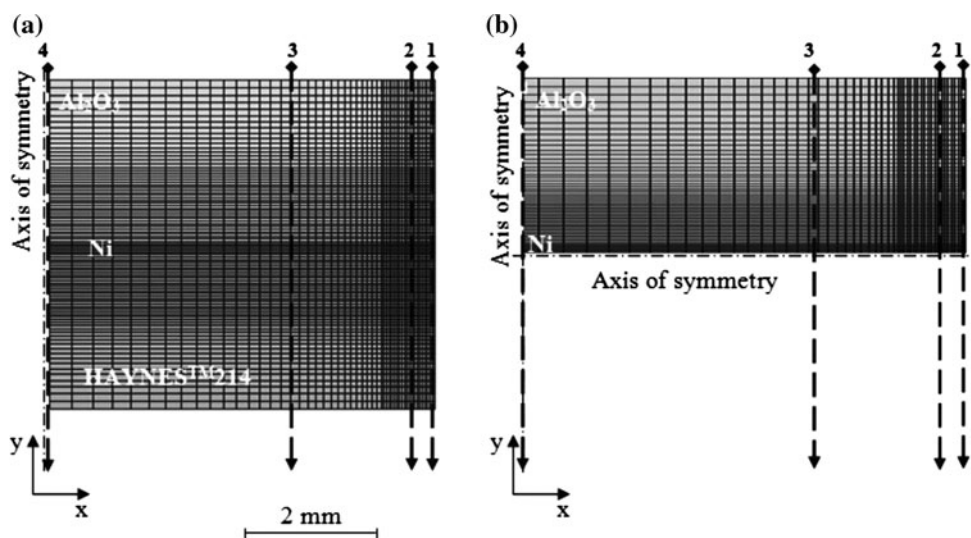 (a)
4
3
2 1
Axis of symmetry
Al₂O₃
Ni
HAYNES™214
y
x
2 mm
(b)
4
3
2 1
Axis of symmetry
Al₂O₃
Ni
Axis of symmetry
y
x